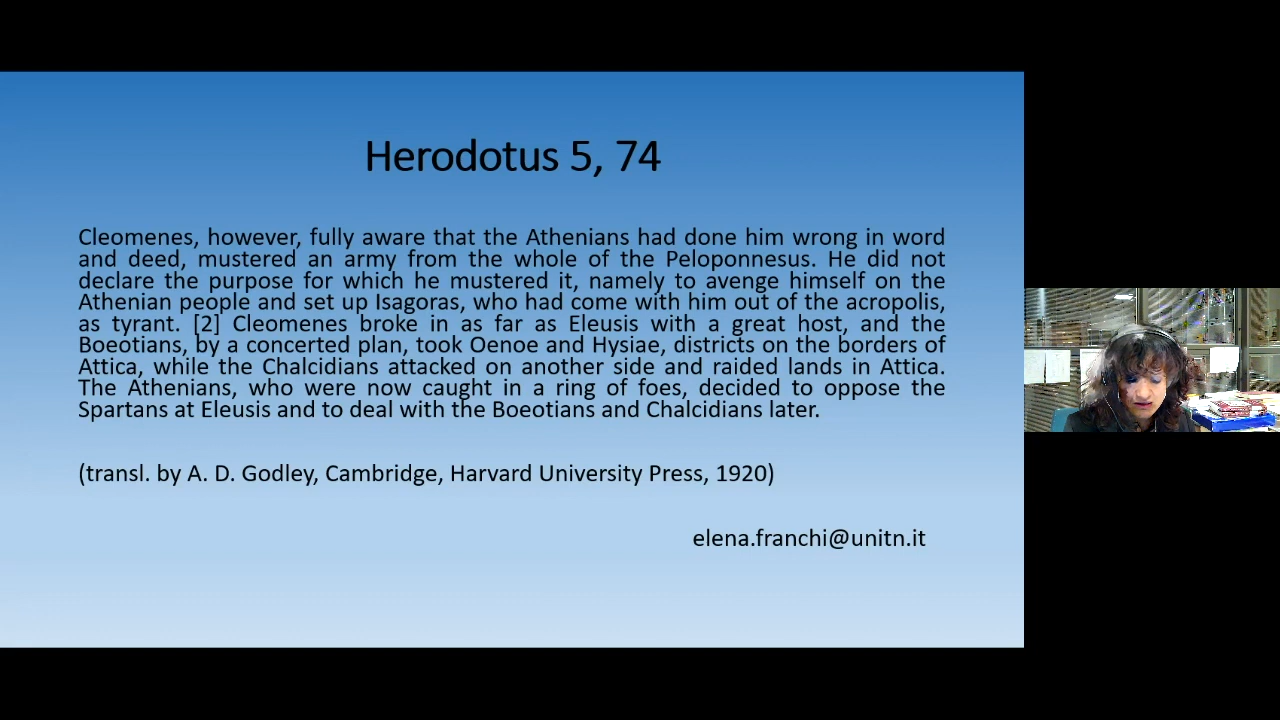 Herodotus 5, 74
Cleomenes, however, fully aware that the Athenians had done him wrong in word
and deed, mustered an army from the whole of the Peloponnesus. He did not
declare the purpose for which he mustered it, namely to avenge himself on the
Athenian people and set up Isagoras, who had come with him out of the acropolis,
as tyrant. [2] Cleomenes broke in as far as Eleusis with a great host, and the
Boeotians, by a concerted plan, took Oenoe and Hysiae, districts on the borders of
Attica, while the Chalcidians attacked on another side and raided lands in Attica.
The Athenians, who were now caught in a ring of foes, decided to oppose the
Spartans at Eleusis and to deal with the Boeotians and Chalcidians later.
(transl. by A. D. Godley, Cambridge, Harvard University Press, 1920)
elena.franchi@unitn.it